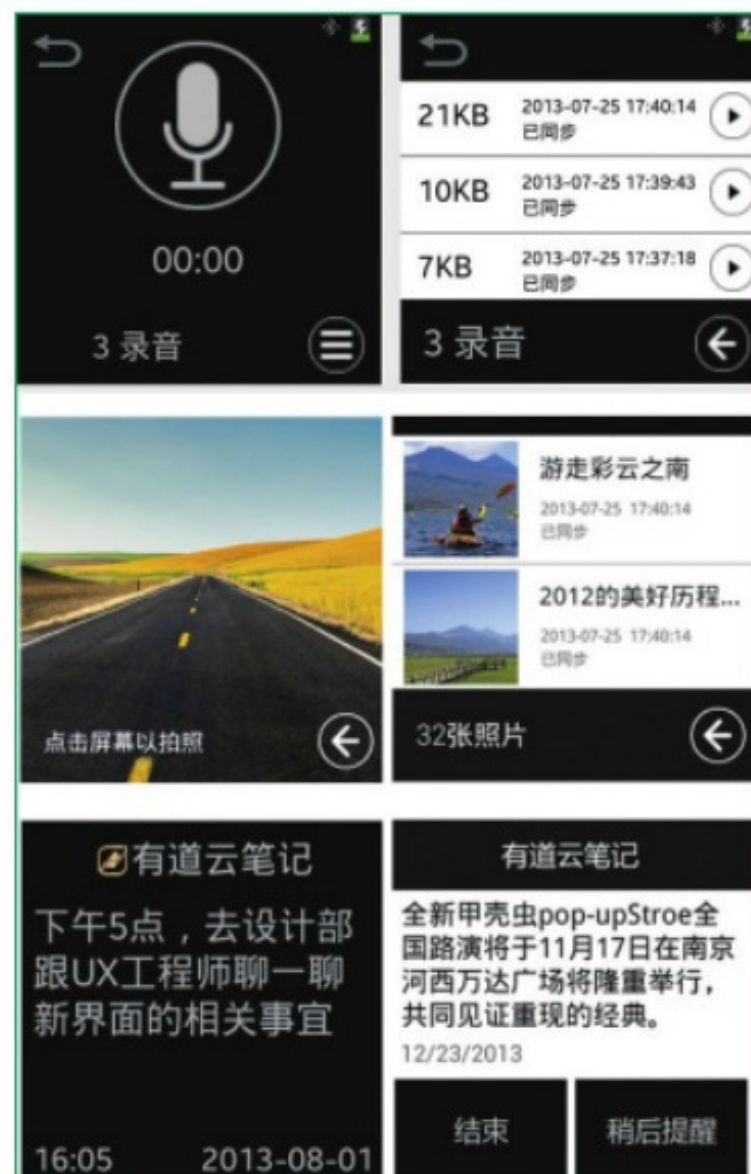 00:00
3 录音
21KB
2013-07-25 17:40:14
已同步
10KB
2013-07-25 17:39:43
已同步
7KB
2013-07-25 17:37:18
已同步
3 录音
点击屏幕以拍照
游走彩云之南
2013-07-25 17:40:14
已同步
2012的美好历程...
2013-07-25 17:40:14
已同步
32张照片
有道云笔记
下午5点，去设计部
跟UX工程师聊一聊
新界面的相关事宜
16:05 2013-08-01
有道云笔记
全新甲壳虫pop-upStroe全
国路演将于11月17日在南京
河西万达广场将隆重举行，
共同见证重现的经典。
12/23/2013
结束 稍后提醒